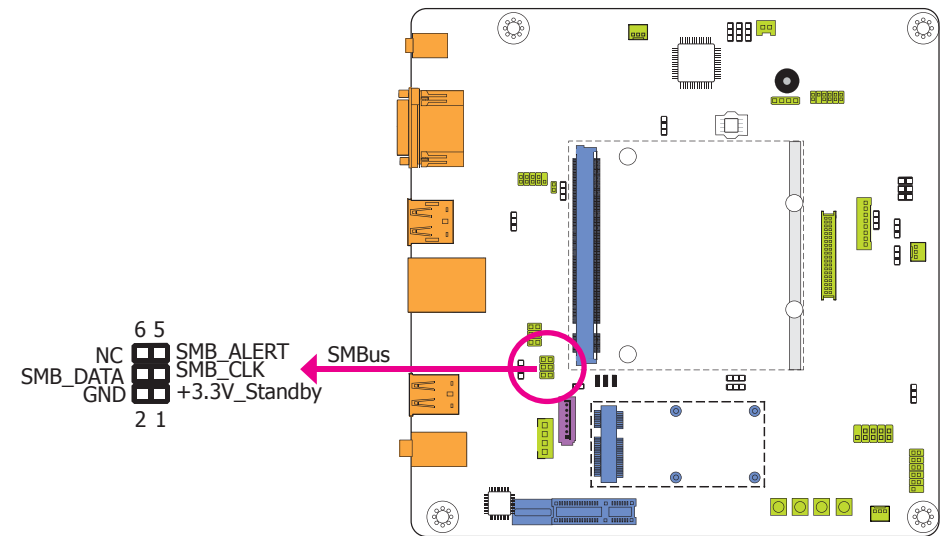 6 5
NC SMB_ALERT
SMB_DATA SMB_CLK
GND +3.3V_Standby
2 1
SMBus